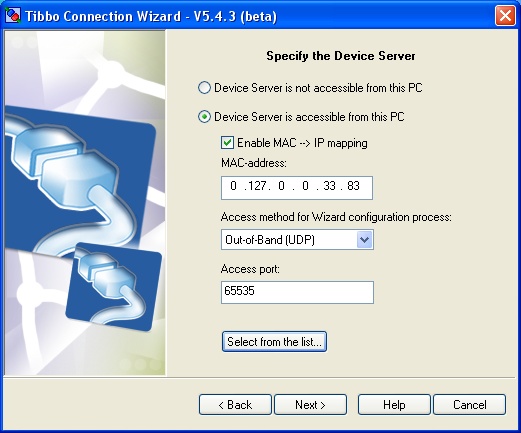 Tibbo Connection Wizard - V5.4.3 (beta)
Specify the Device Server
Device Server is not accessible from this PC
Device Server is accessible from this PC
Enable MAC --> IP mapping
MAC-address:
0 .127. 0 . 0 . 33 . 83
Access method for Wizard configuration process:
Out-of-Band (UDP)
Access port:
65535
Select from the list...
< Back Next > Help Cancel